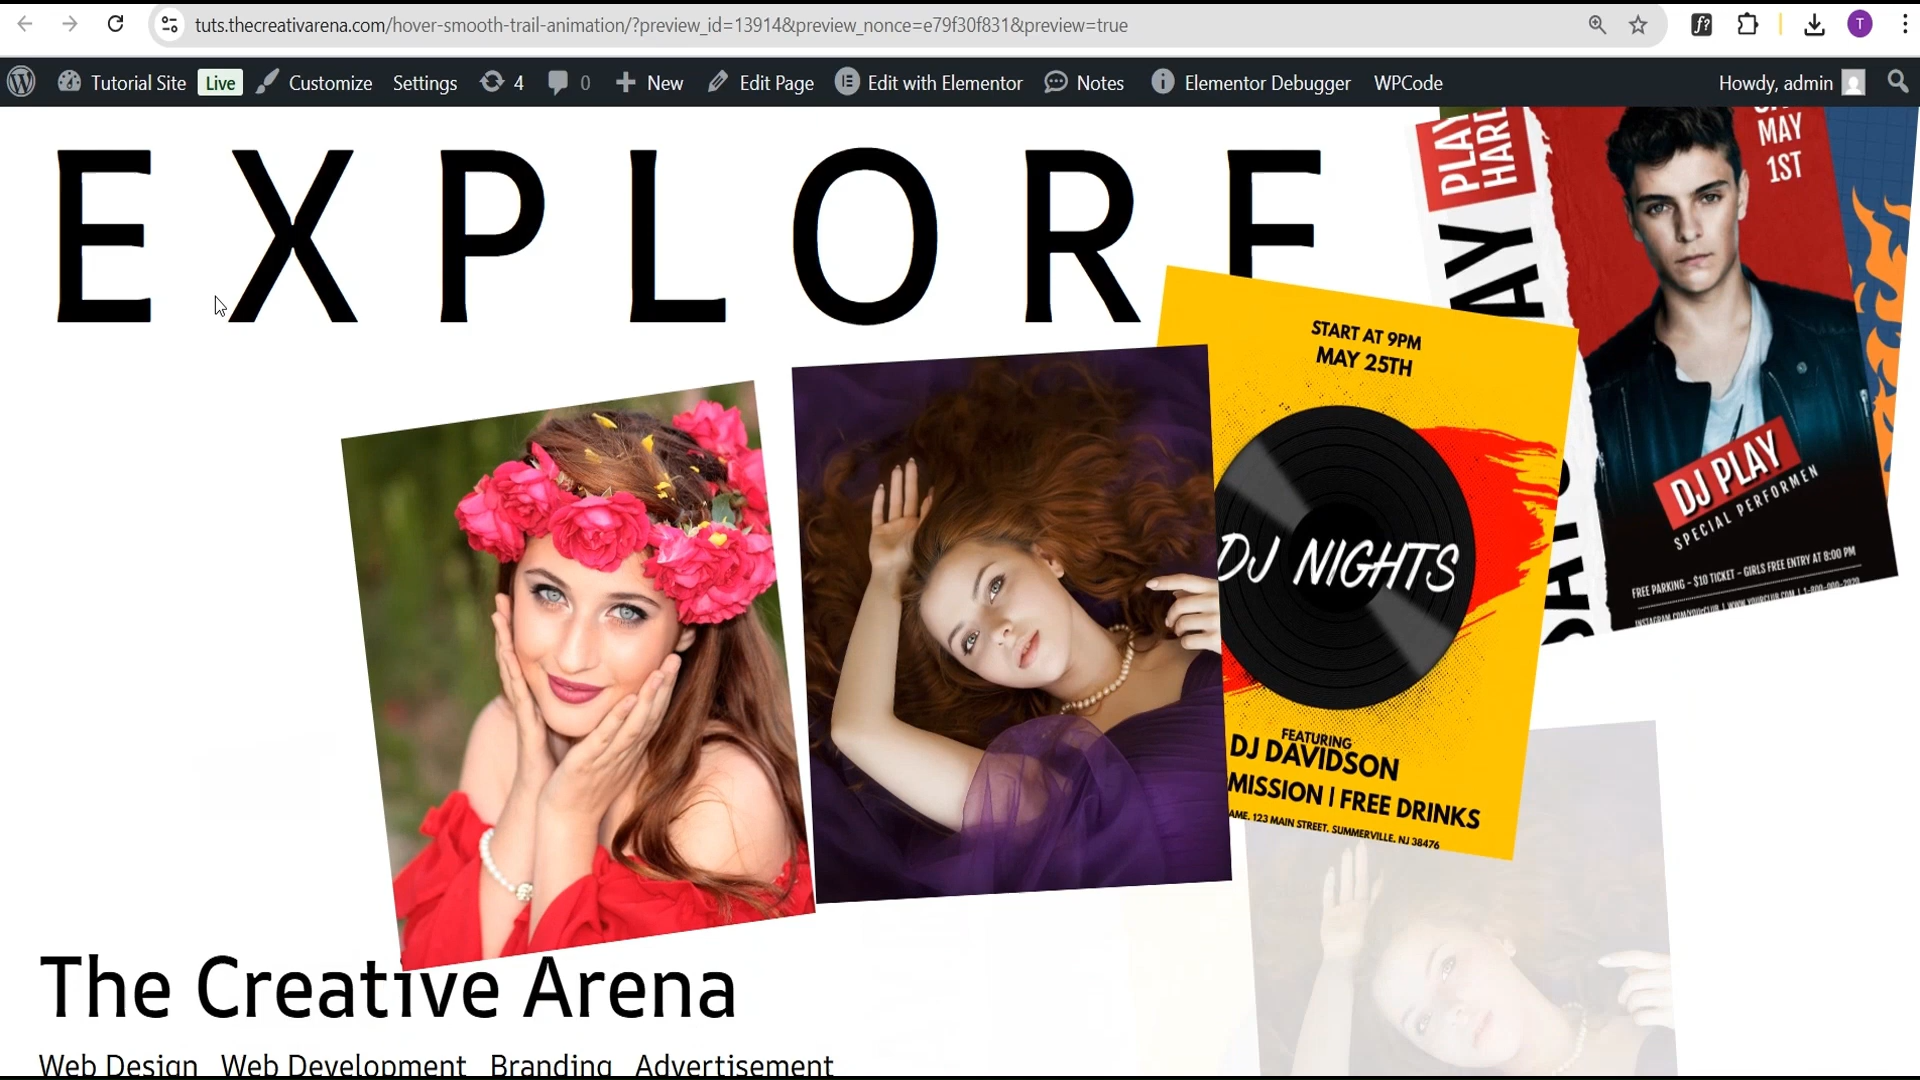 tuts.thecreativarena.com/hover-smooth-trail-animation/?preview_id=13914&preview_nonce=e79f30f831&preview=true
f?
T
Tutorial Site Live Customize Settings 4 0 New Edit Page Edit with Elementor Notes Elementor Debugger WPCode Howdy, admin
EXPLORE
PLAY
HARD
MAY
1ST
DJ PLAY
SPECIAL PERFORMEN
FREE PARKING - $10 TICKET - GIRLS FREE ENTRY AT 8:00 PM
START AT 9PM
MAY 25TH
DJ NIGHTS
FEATURING
DJ DAVIDSON
MISSION | FREE DRINKS
AME. 123 MAIN STREET. SUMMERVILLE. NJ 38476
The Creative Arena
Web Design Web Development Branding Advertisement